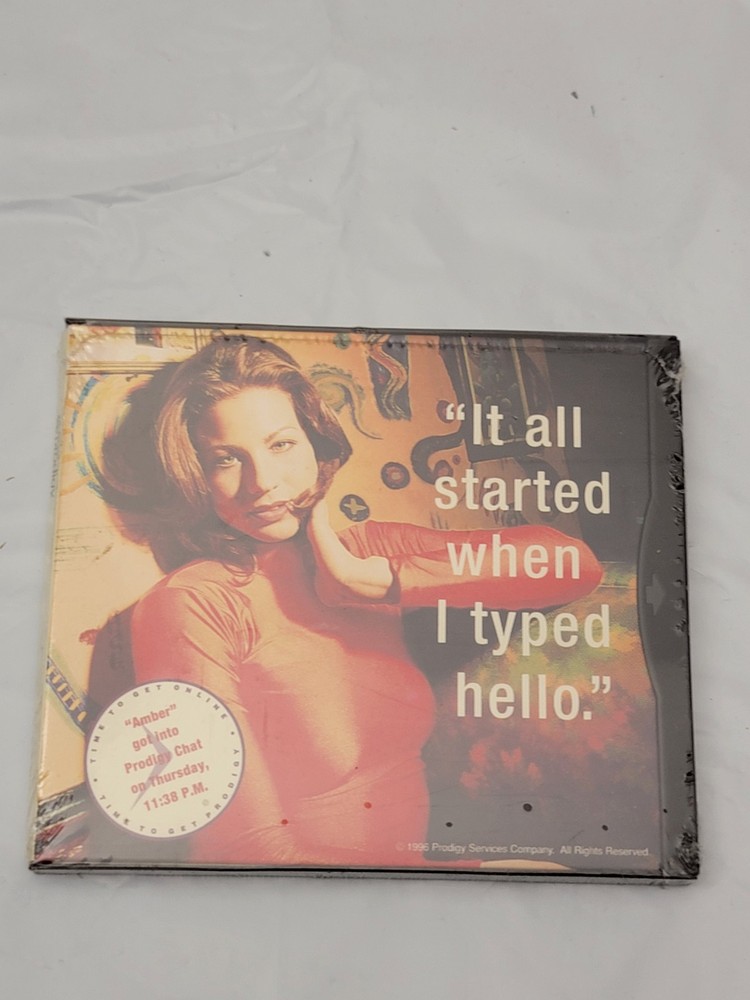 “It all
started
when
I typed
hello.”
TIME TO GET ONLINE •
“Amber”
got into
Prodigy Chat
on Thursday,
11:38 P.M.
TIME TO GET PRODIGY •
© 1996 Prodigy Services Company. All Rights Reserved.